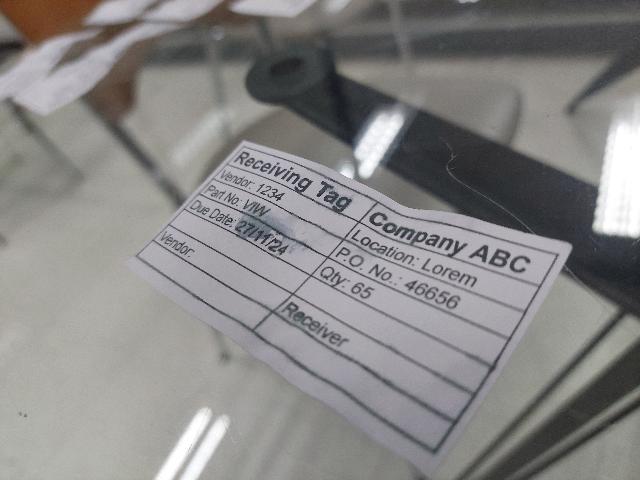 Receiving Tag
Company ABC
Vendor: 1234
Location: Lorem
Part No: VIW
P.O. No.: 46656
Due Date: 27/11/24
Qty: 65
Vendor:
Receiver